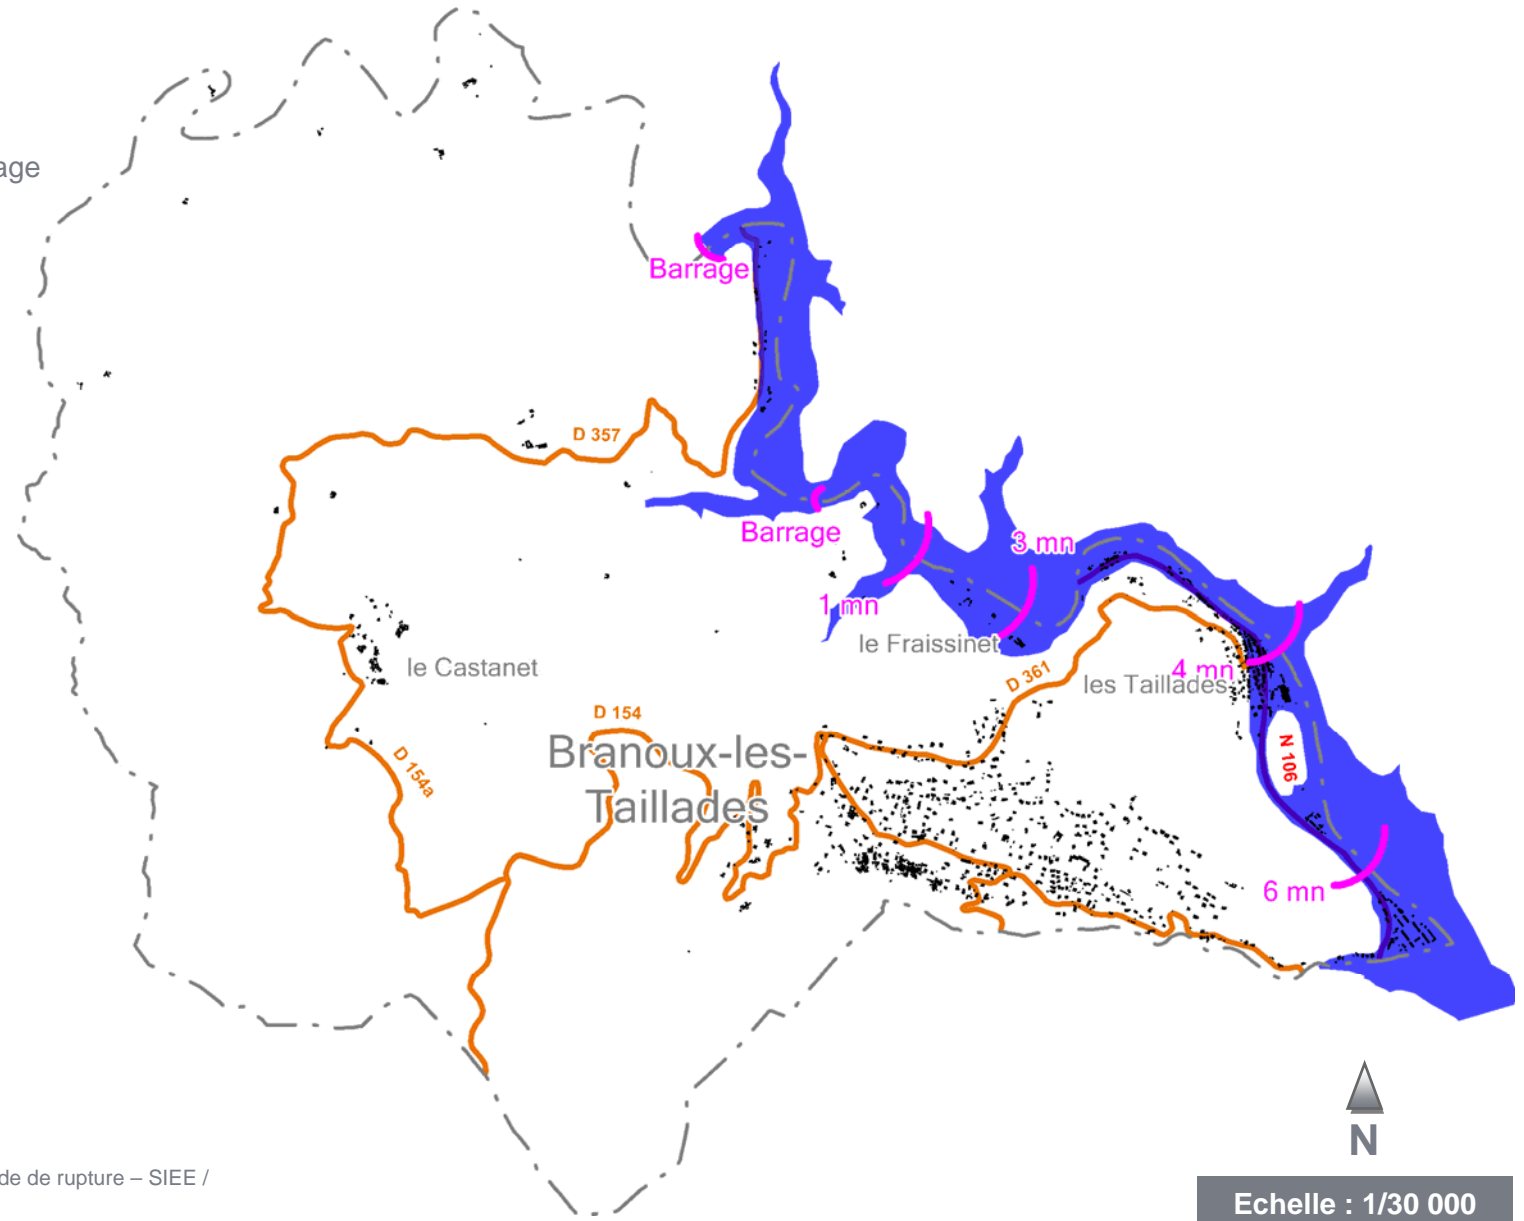 age
Barrage
D 357
Barrage
3 mn
1 mn
le Fraissinet
le Castanet
D 361
4 mn
les Taillades
D 154
Branoux-les-
Taillades
D 154a
N 106
6 mn
N
de de rupture – SIEE /
Echelle : 1/30 000